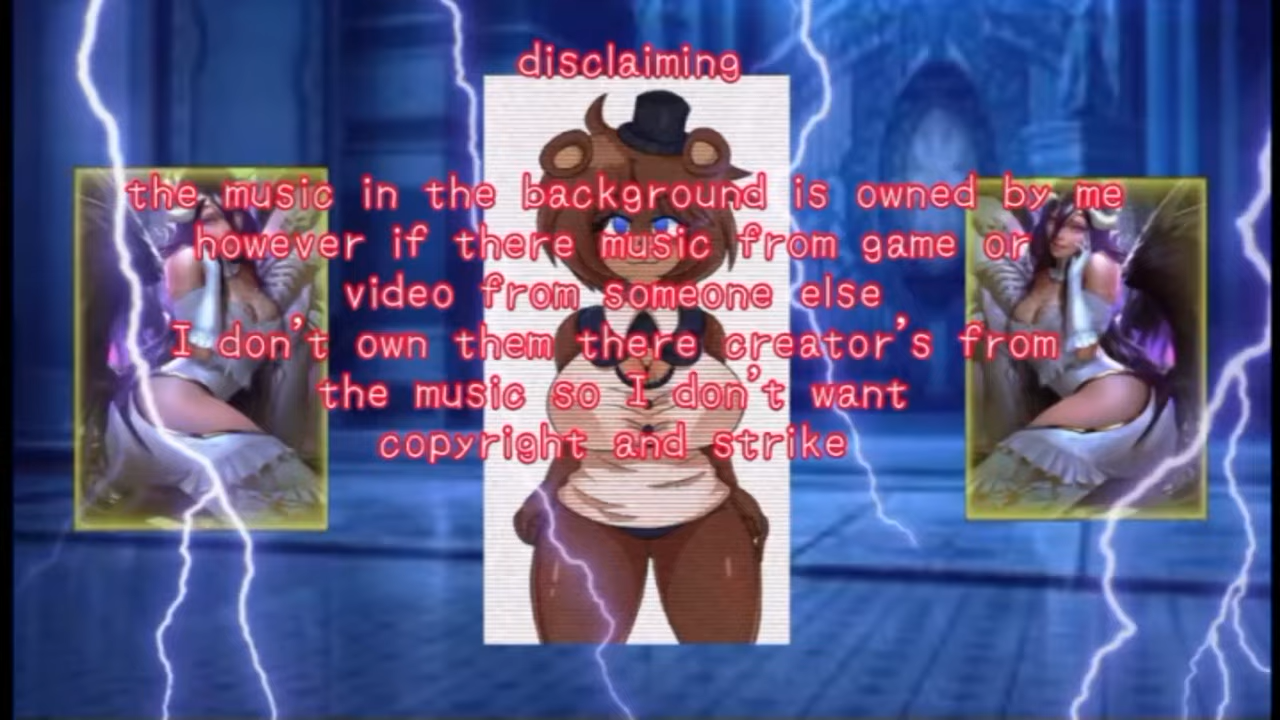 disclaiming
the music in the background is owned by me
however if there music from game or
video from someone else
I don't own them there creator's from
the music so I don't want
copyright and strike